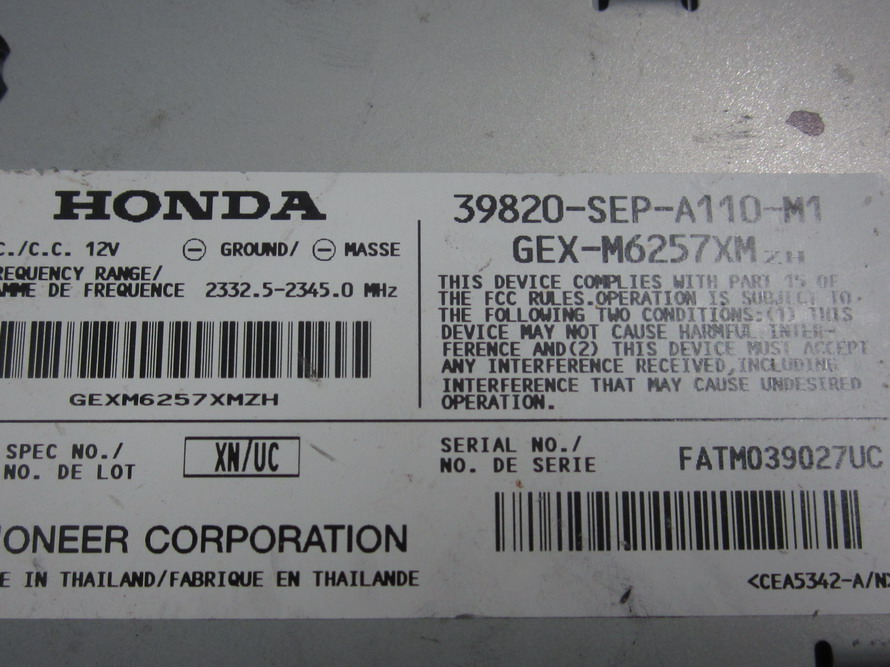 HONDA
C./C.C. 12V ⊖ GROUND/ ⊖ MASSE
REQUENCY RANGE/
AMME DE FREQUENCE 2332.5-2345.0 MHz
GEXM6257XMZH
39820-SEP-A110-M1
GEX-M6257XM ZH
THIS DEVICE COMPLIES WITH PART 15 OF
THE FCC RULES.OPERATION IS SUBJECT TO
THE FOLLOWING TWO CONDITIONS:(1) THIS
DEVICE MAY NOT CAUSE HARMFUL INTER-
FERENCE AND(2) THIS DEVICE MUST ACCEPT
ANY INTERFERENCE RECEIVED,INCLUDING
INTERFERENCE THAT MAY CAUSE UNDESIRED
OPERATION.
SPEC NO./
NO. DE LOT
XN/UC
SERIAL NO./
NO. DE SERIE
FATM039027UC
IONEER CORPORATION
E IN THAILAND/FABRIQUE EN THAILANDE
<CEA5342-A/N>